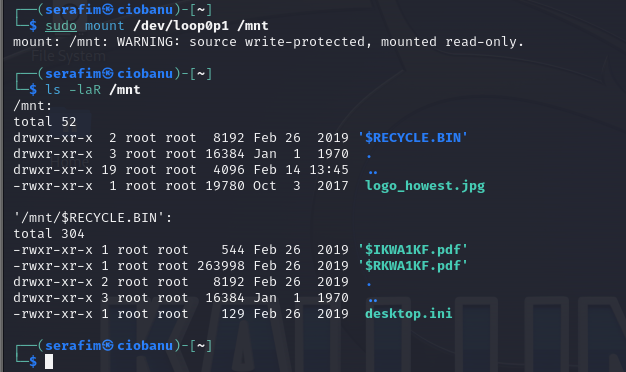 ┌──(serafim㉿ciobanu)-[~]
└─$ sudo mount /dev/loop0p1 /mnt
mount: /mnt: WARNING: source write-protected, mounted read-only.
┌──(serafim㉿ciobanu)-[~]
└─$ ls -laR /mnt
/mnt:
total 52
drwxr-xr-x  2 root root  8192 Feb 26  2019 '$RECYCLE.BIN'
drwxr-xr-x  3 root root 16384 Jan  1  1970 .
drwxr-xr-x 19 root root  4096 Feb 14 13:45 ..
-rwxr-xr-x  1 root root 19780 Oct  3  2017 logo_howest.jpg
'/mnt/$RECYCLE.BIN':
total 304
-rwxr-xr-x 1 root root    544 Feb 26  2019 '$IKWA1KF.pdf'
-rwxr-xr-x 1 root root 263998 Feb 26  2019 '$RKWA1KF.pdf'
drwxr-xr-x 2 root root   8192 Feb 26  2019 .
drwxr-xr-x 3 root root  16384 Jan  1  1970 ..
-rwxr-xr-x 1 root root    129 Feb 26  2019 desktop.ini
┌──(serafim㉿ciobanu)-[~]
└─$